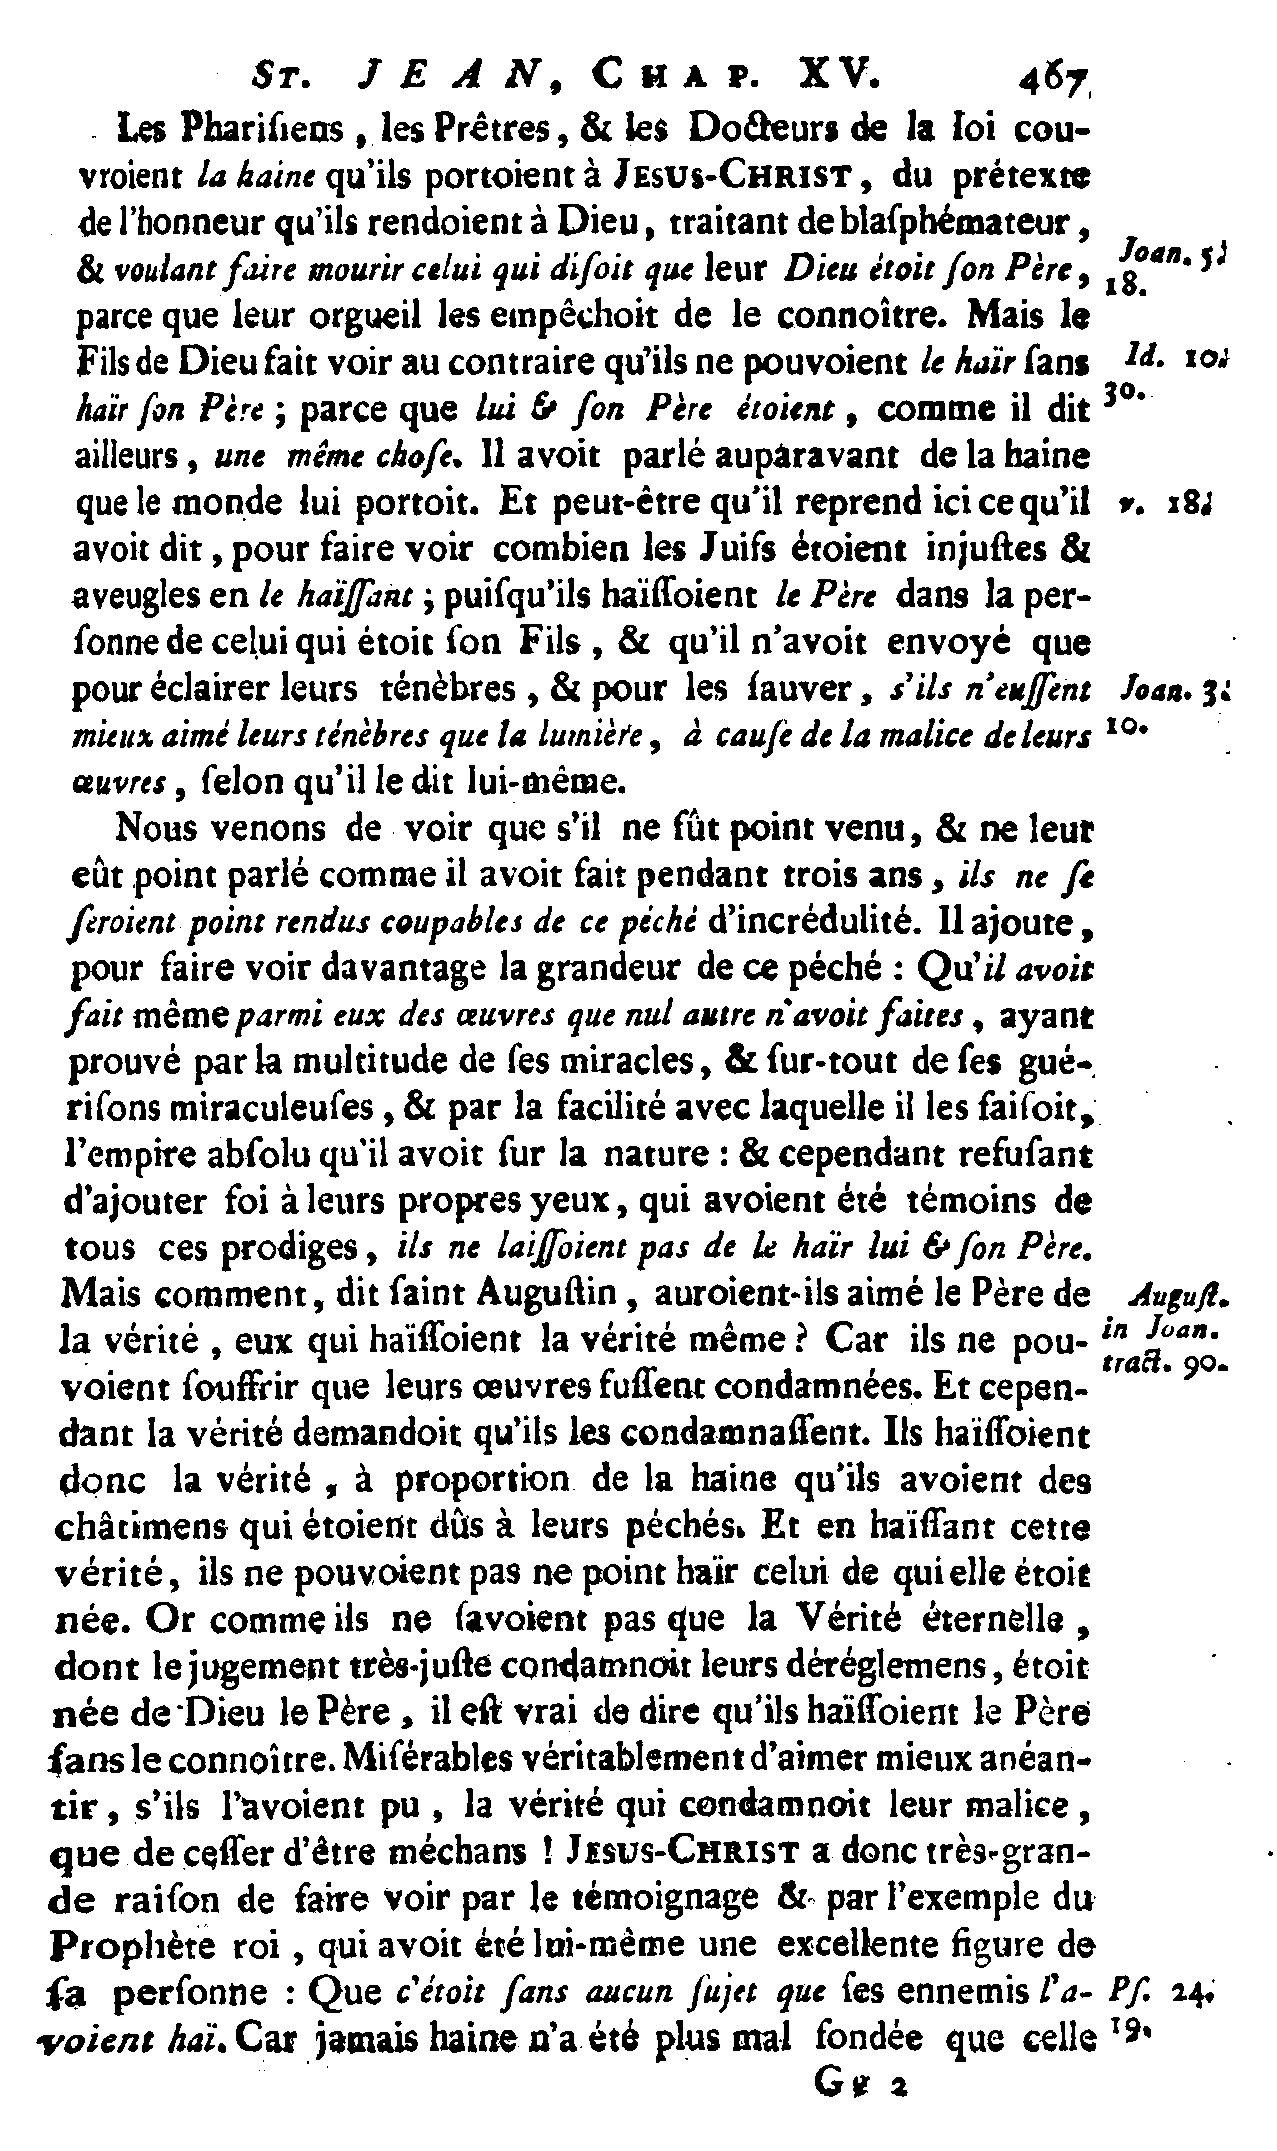 ST. JEAN, CHAP. XV. 467
Les Phariſiens, les Prêtres, & les Docteurs de la loi cou-
vroient la haine qu'ils portoient à JESUS-CHRIST, du prétexte
de l'honneur qu'ils rendoient à Dieu, traitant de blaſphémateur,
& voulant faire mourir celui qui diſoit que leur Dieu étoit ſon Père,
Joan. 5.
18.
parce que leur orgueil les empêchoit de le connoître. Mais le
Fils de Dieu fait voir au contraire qu'ils ne pouvoient le haïr ſans
Id. 10.
30.
haïr ſon Père ; parce que lui & ſon Père étoient, comme il dit
ailleurs, une même choſe. Il avoit parlé auparavant de la haine
que le monde lui portoit. Et peut-être qu'il reprend ici ce qu'il
v. 18.
avoit dit, pour faire voir combien les Juifs étoient injuſtes &
aveugles en le haïſſant ; puiſqu'ils haïſſoient le Père dans la per-
ſonne de celui qui étoit ſon Fils, & qu'il n'avoit envoyé que
pour éclairer leurs ténèbres, & pour les ſauver, s'ils n'euſſent
Joan. 3.
10.
mieux aimé leurs ténèbres que la lumière, à cauſe de la malice de leurs
œuvres, ſelon qu'il le dit lui-même.
Nous venons de voir que s'il ne fût point venu, & ne leur
eût point parlé comme il avoit fait pendant trois ans, ils ne ſe
ſeroient point rendus coupables de ce péché d'incrédulité. Il ajoute,
pour faire voir davantage la grandeur de ce péché : Qu'il avoit
fait même parmi eux des œuvres que nul autre n'avoit faites, ayant
prouvé par la multitude de ſes miracles, & ſur-tout de ſes gué-
riſons miraculeuſes, & par la facilité avec laquelle il les faiſoit,
l'empire abſolu qu'il avoit ſur la nature : & cependant refuſant
d'ajouter foi à leurs propres yeux, qui avoient été témoins de
tous ces prodiges, ils ne laiſſoient pas de le haïr lui & ſon Père.
Mais comment, dit ſaint Auguſtin, auroient-ils aimé le Père de
Auguſt.
in Joan.
tract. 90.
la vérité, eux qui haïſſoient la vérité même ? Car ils ne pou-
voient ſouffrir que leurs œuvres fuſſent condamnées. Et cepen-
dant la vérité demandoit qu'ils les condamnaſſent. Ils haïſſoient
donc la vérité, à proportion de la haine qu'ils avoient des
châtimens qui étoient dûs à leurs péchés. Et en haïſſant cette
vérité, ils ne pouvoient pas ne point haïr celui de qui elle étoit
née. Or comme ils ne ſavoient pas que la Vérité éternelle,
dont le jugement très-juſte condamnoit leurs déréglemens, étoit
née de Dieu le Père, il eſt vrai de dire qu'ils haïſſoient le Père
ſans le connoître. Miſérables véritablement d'aimer mieux anéan-
tir, s'ils l'avoient pu, la vérité qui condamnoit leur malice,
que de ceſſer d'être méchans ! JESUS-CHRIST a donc très-gran-
de raiſon de faire voir par le témoignage & par l'exemple du
Prophète roi, qui avoit été lui-même une excellente figure de
ſa perſonne : Que c'étoit ſans aucun ſujet que ſes ennemis l'a-
Pſ. 24.
19.
voient haï. Car jamais haine n'a été plus mal fondée que celle
Gg 2